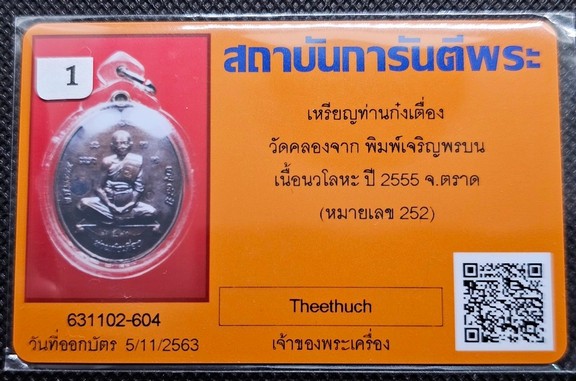 1
สถาบันการันตีพระ
เหรียญท่านก๋งเตื่อง
วัดคลองจาก พิมพ์เจริญพรบน
เนื้อนวโลหะ ปี 2555 จ.ตราด
(หมายเลข 252)
Theethuch
เจ้าของพระเครื่อง
631102-604
วันที่ออกบัตร 5/11/2563